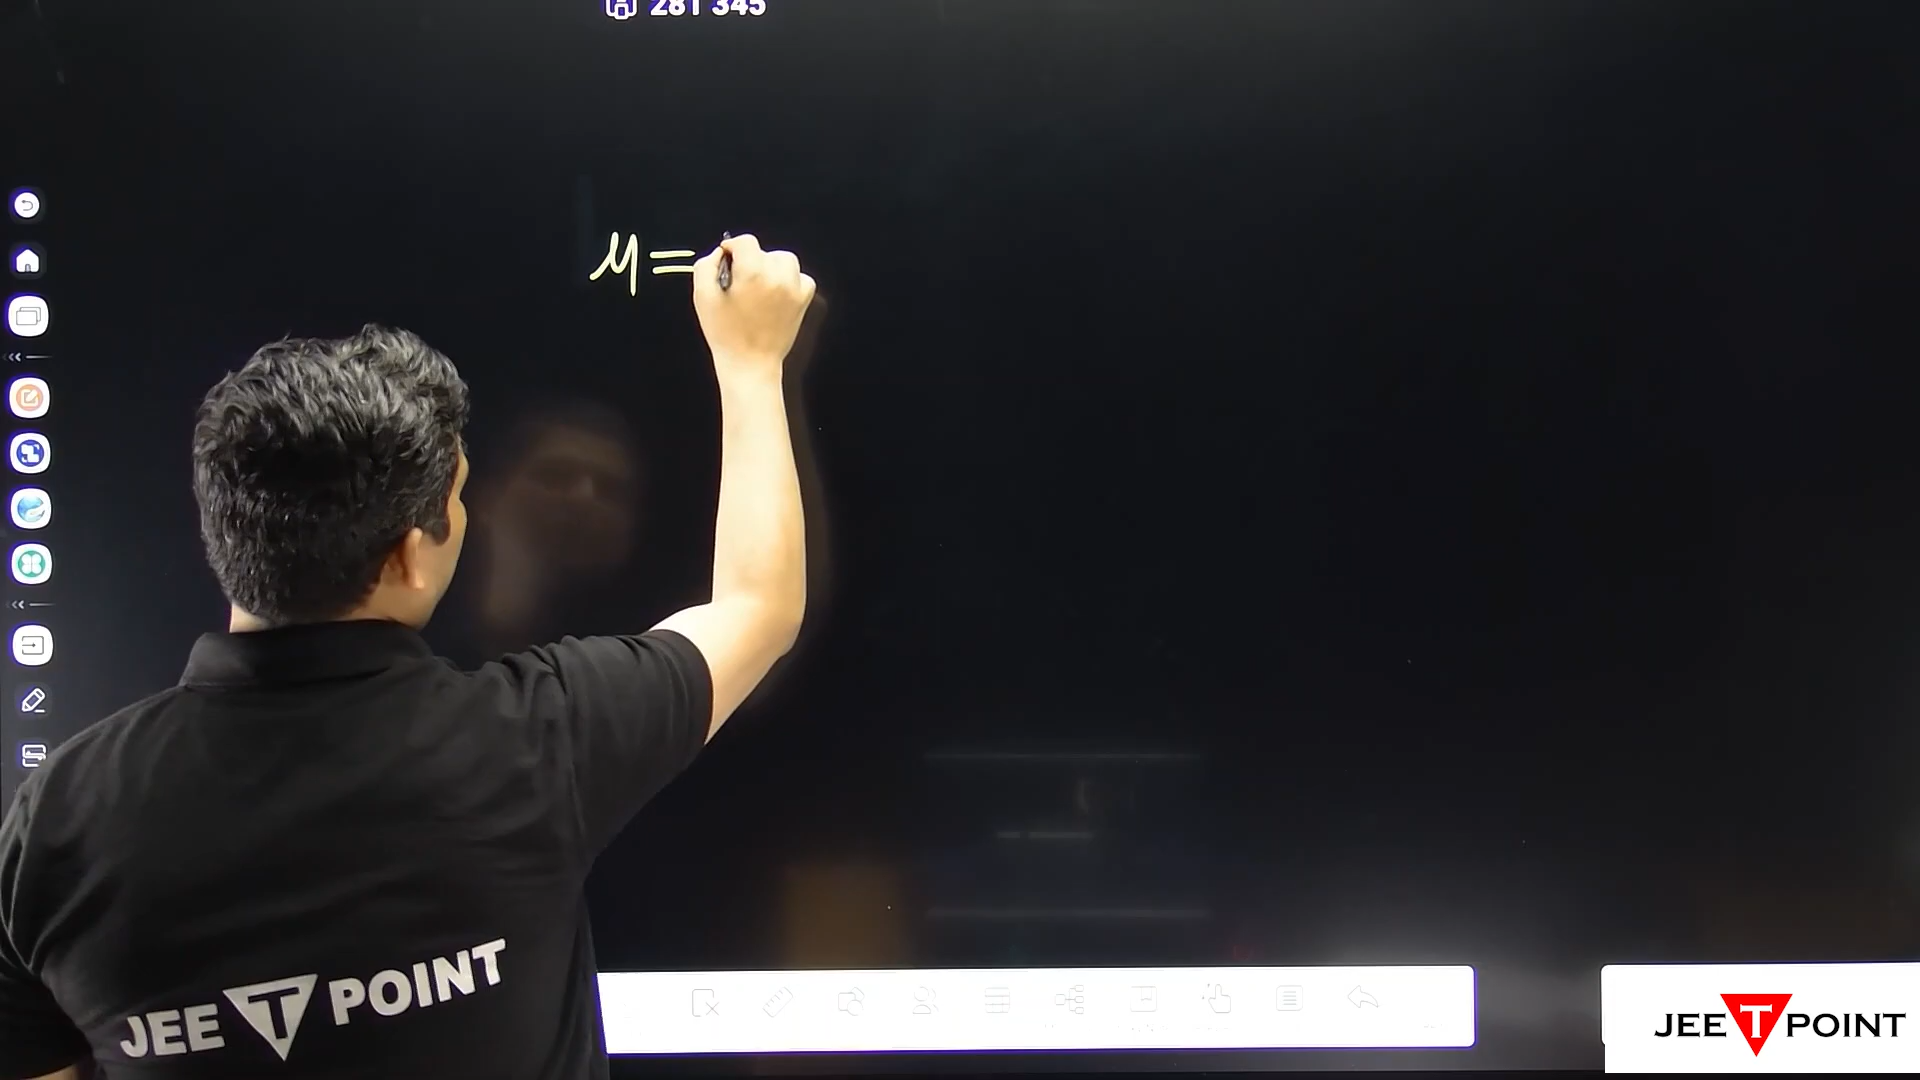 281 345
μ =
JEE T POINT
JEE T POINT